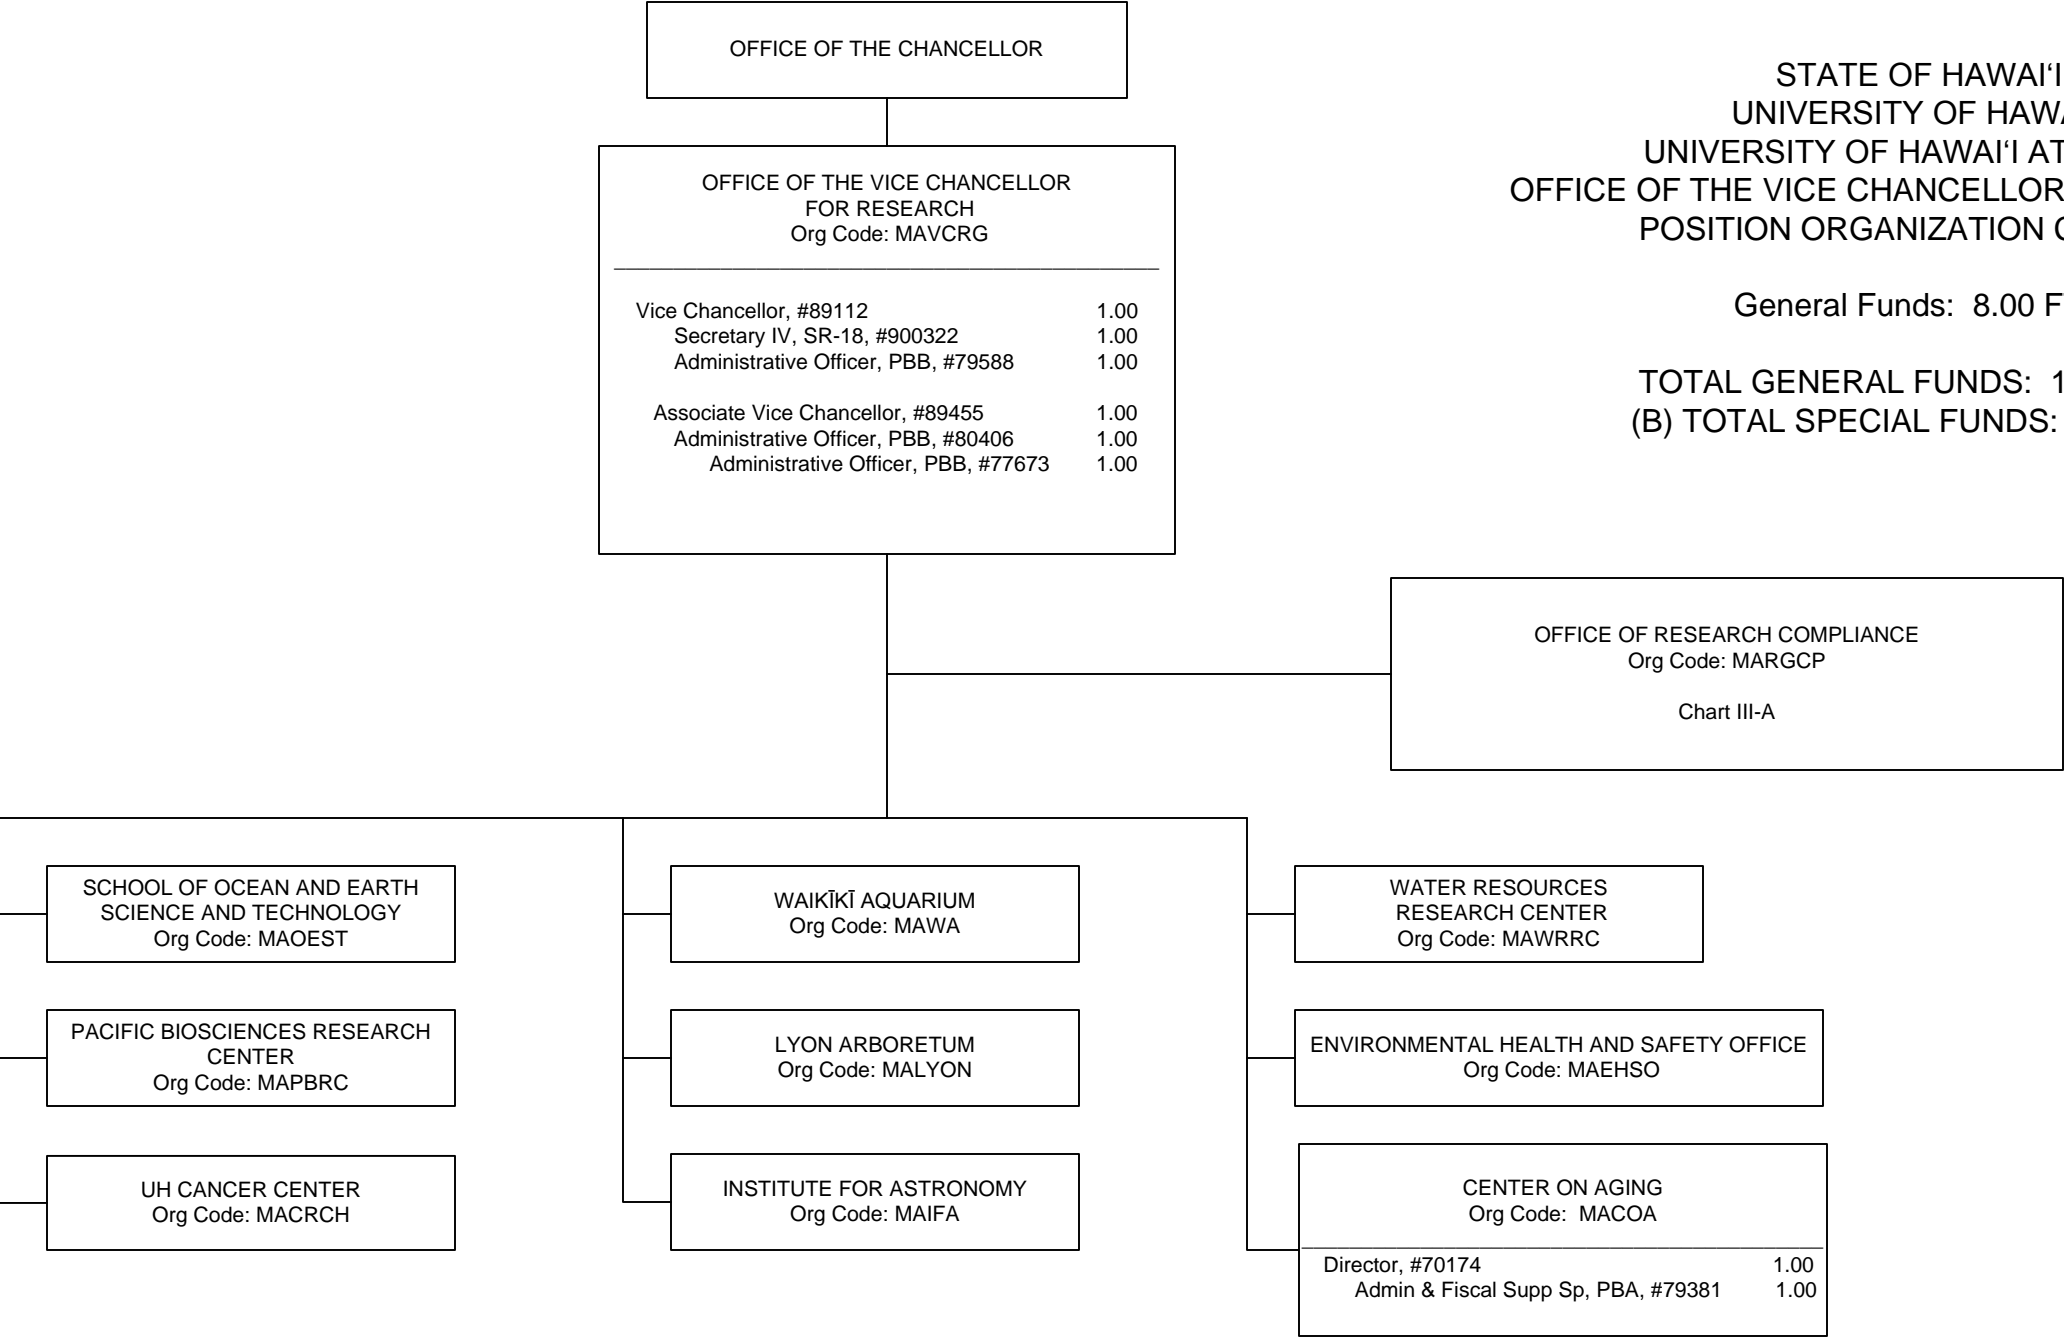 OFFICE OF THE CHANCELLOR
STATE OF HAWAI‘I
UNIVERSITY OF
UNIVERSITY OF HAWAI‘I AT
OFFICE OF THE VICE CHANCELLOR
POSITION ORGANIZATION
General Funds:  8.00
TOTAL GENERAL FUNDS:
(B) TOTAL SPECIAL FUNDS:
OFFICE OF THE VICE CHANCELLOR
FOR RESEARCH
Org Code: MAVCRG
Vice Chancellor, #89112 1.00
Secretary IV, SR-18, #900322 1.00
Administrative Officer, PBB, #79588 1.00
Associate Vice Chancellor, #89455 1.00
Administrative Officer, PBB, #80406 1.00
Administrative Officer, PBB, #77673 1.00
OFFICE OF RESEARCH COMPLIANCE
Org Code: MARGCP
Chart III-A
SCHOOL OF OCEAN AND EARTH
SCIENCE AND TECHNOLOGY
Org Code: MAOEST
WAIKĪKĪ AQUARIUM
Org Code: MAWA
WATER RESOURCES
RESEARCH CENTER
Org Code: MAWRRC
PACIFIC BIOSCIENCES RESEARCH
CENTER
Org Code: MAPBRC
LYON ARBORETUM
Org Code: MALYON
ENVIRONMENTAL HEALTH AND SAFETY OFFICE
Org Code: MAEHSO
UH CANCER CENTER
Org Code: MACRCH
INSTITUTE FOR ASTRONOMY
Org Code: MAIFA
CENTER ON AGING
Org Code:  MACOA
Director, #70174 1.00
Admin & Fiscal Supp Sp, PBA, #79381 1.00